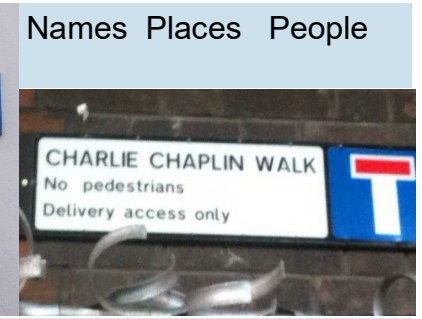 Names Places People
CHARLIE CHAPLIN WALK
No pedestrians
Delivery access only